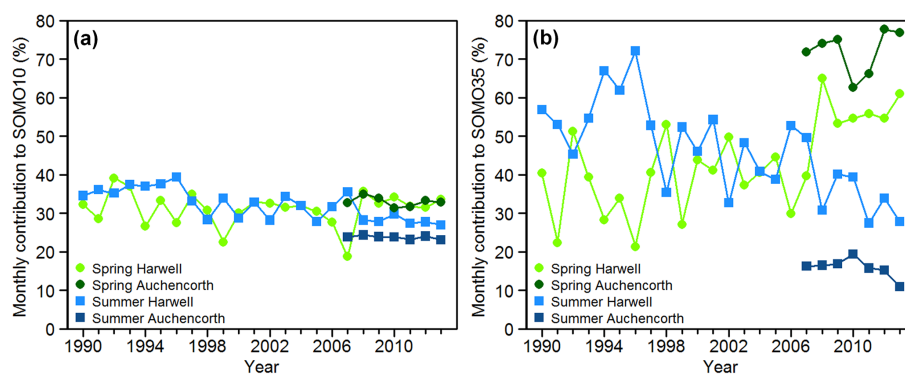 (a)
Monthly contribution to SOMO10 (%)
80
70
60
50
40
30
20
10
0
Spring Harwell
Spring Auchencorth
Summer Harwell
Summer Auchencorth
1990 1994 1998 2002 2006 2010
Year
(b)
Monthly contribution to SOMO35 (%)
80
70
60
50
40
30
20
10
0
Spring Harwell
Spring Auchencorth
Summer Harwell
Summer Auchencorth
1990 1994 1998 2002 2006 2010
Year